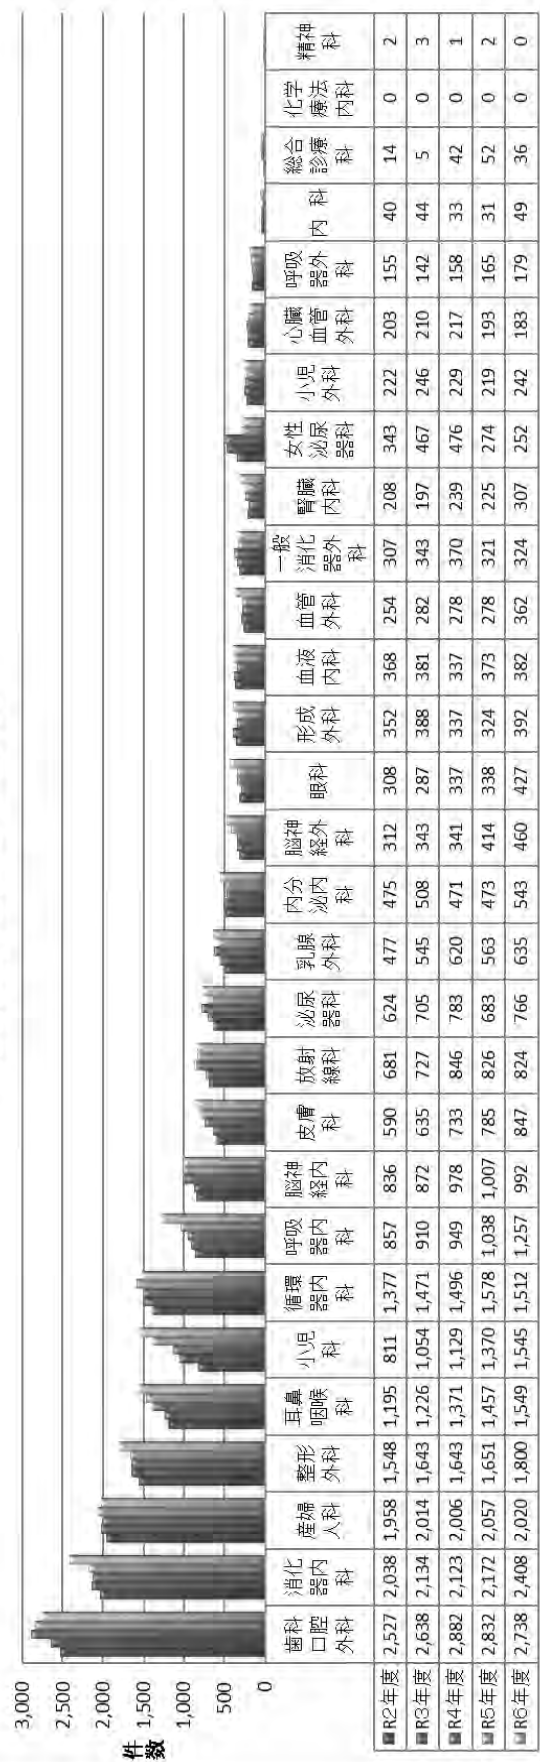 件数
3,000
2,500
2,000
1,500
1,000
500
0
歯科口腔外科 消化器内科 産婦人科 整形外科 耳鼻咽喉科 小児科 循環器内科 呼吸器内科 脳神経内科 皮膚科 放射線科 泌尿器科 乳腺外科 内分泌内科 脳神経外科 眼科 形成外科 血液内科 血管外科 一般消化器外科 腎臓内科 女性泌尿器科 小児外科 心臓血管外科 呼吸器外科 内科 総合診療科 化学療法内科 精神科
R2年度 2,527 2,038 1,958 1,548 1,195 811 1,377 857 836 590 681 624 477 475 312 308 352 368 254 307 208 343 222 203 155 40 14 0 2
R3年度 2,638 2,134 2,014 1,643 1,226 1,054 1,471 910 872 635 727 705 545 508 343 287 388 381 282 343 197 467 246 210 142 44 5 0 3
R4年度 2,882 2,123 2,006 1,643 1,371 1,129 1,496 949 978 733 846 783 620 471 341 337 337 337 278 370 239 476 229 217 158 33 42 0 1
R5年度 2,832 2,172 2,057 1,651 1,457 1,370 1,578 1,038 1,007 785 826 683 563 473 414 338 324 373 278 321 225 274 219 193 165 31 52 0 2
R6年度 2,738 2,408 2,020 1,800 1,549 1,545 1,512 1,257 992 847 824 766 635 543 460 427 392 382 362 324 307 252 242 183 179 49 36 0 0